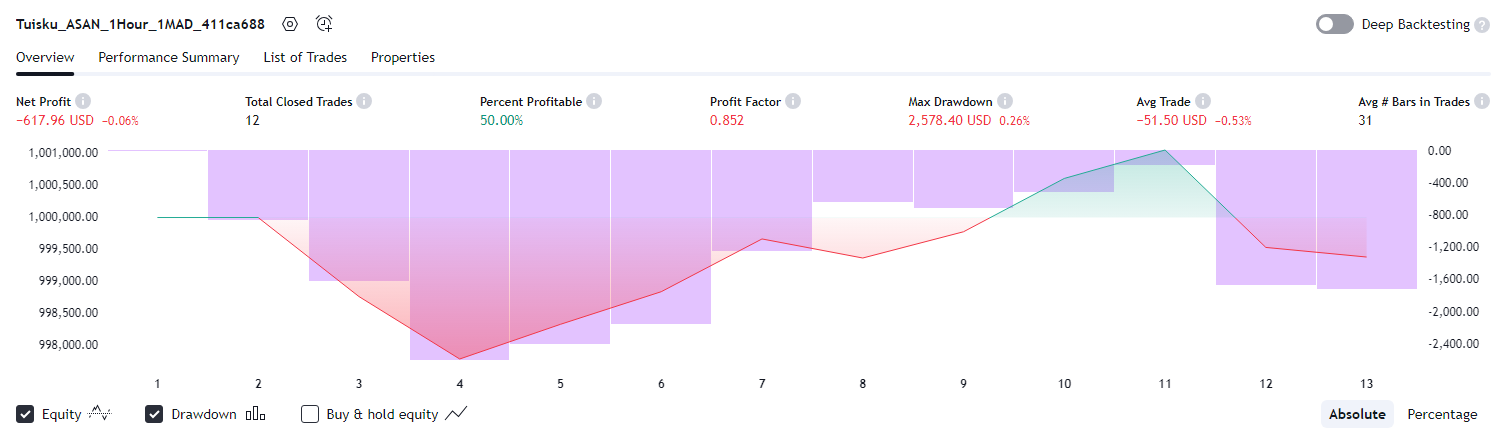 Tuisku_ASAN_1Hour_1MAD_411ca688
Deep Backtesting ?
Overview Performance Summary List of Trades Properties
Net Profit Total Closed Trades Percent Profitable Profit Factor Max Drawdown Avg Trade Avg # Bars in Trades
−617.96 USD −0.06% 12 50.00% 0.852 2,578.40 USD 0.26% −51.50 USD −0.53% 31
1,001,000.00 0.00
1,000,500.00 -400.00
1,000,000.00 -800.00
999,500.00 -1,200.00
999,000.00 -1,600.00
998,500.00 -2,000.00
998,000.00 -2,400.00
1 2 3 4 5 6 7 8 9 10 11 12 13
Equity Drawdown Buy & hold equity Absolute Percentage